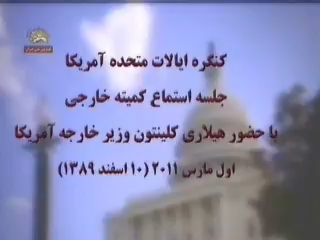 کنگره ایالات متحده آمریکا
جلسه استماع کمیته خارجی
با حضور هیلاری کلینتون وزیر خارجه آمریکا
اول مارس ۲۰۱۱ (۱۰ اسفند ۱۳۸۹)